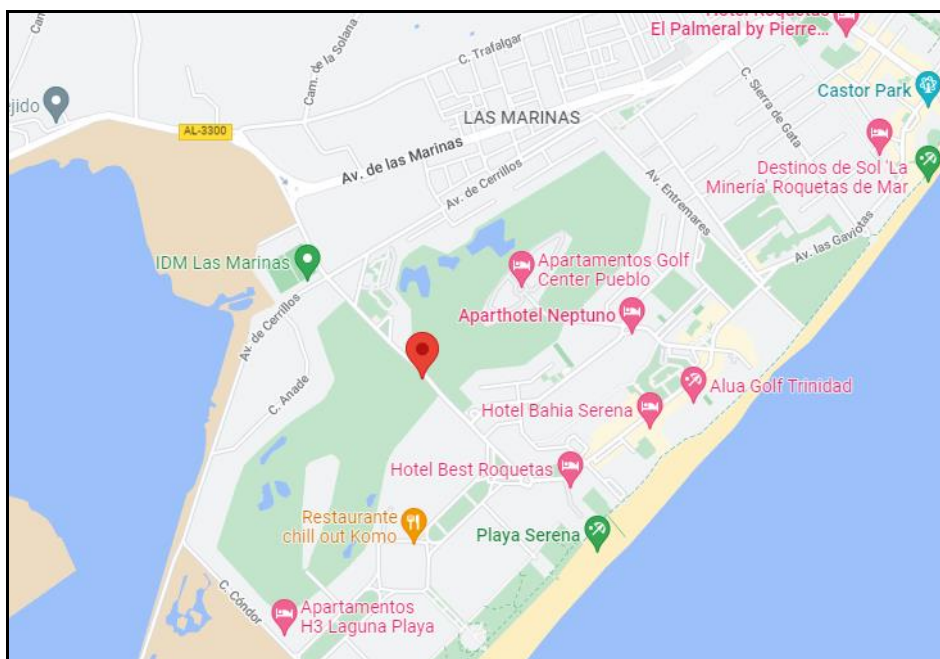 Hotel Roquetas
El Palmeral by Pierre...
C. Trafalgar
Cam. de la Solana
Castor Park
C. Sierra de Gata
ejido
AL-3300
LAS MARINAS
Av. de las Marinas
Destinos de Sol 'La
Minería' Roquetas de Mar
Av. de Cerrillos
Av. Entremares
Av. las Gaviotas
IDM Las Marinas
Apartamentos Golf
Center Pueblo
Aparthotel Neptuno
Av. de Cerrillos
C. Anade
Alua Golf Trinidad
Hotel Bahia Serena
Hotel Best Roquetas
Restaurante
chill out Komo
Playa Serena
C. Cóndor
Apartamentos
H3 Laguna Playa